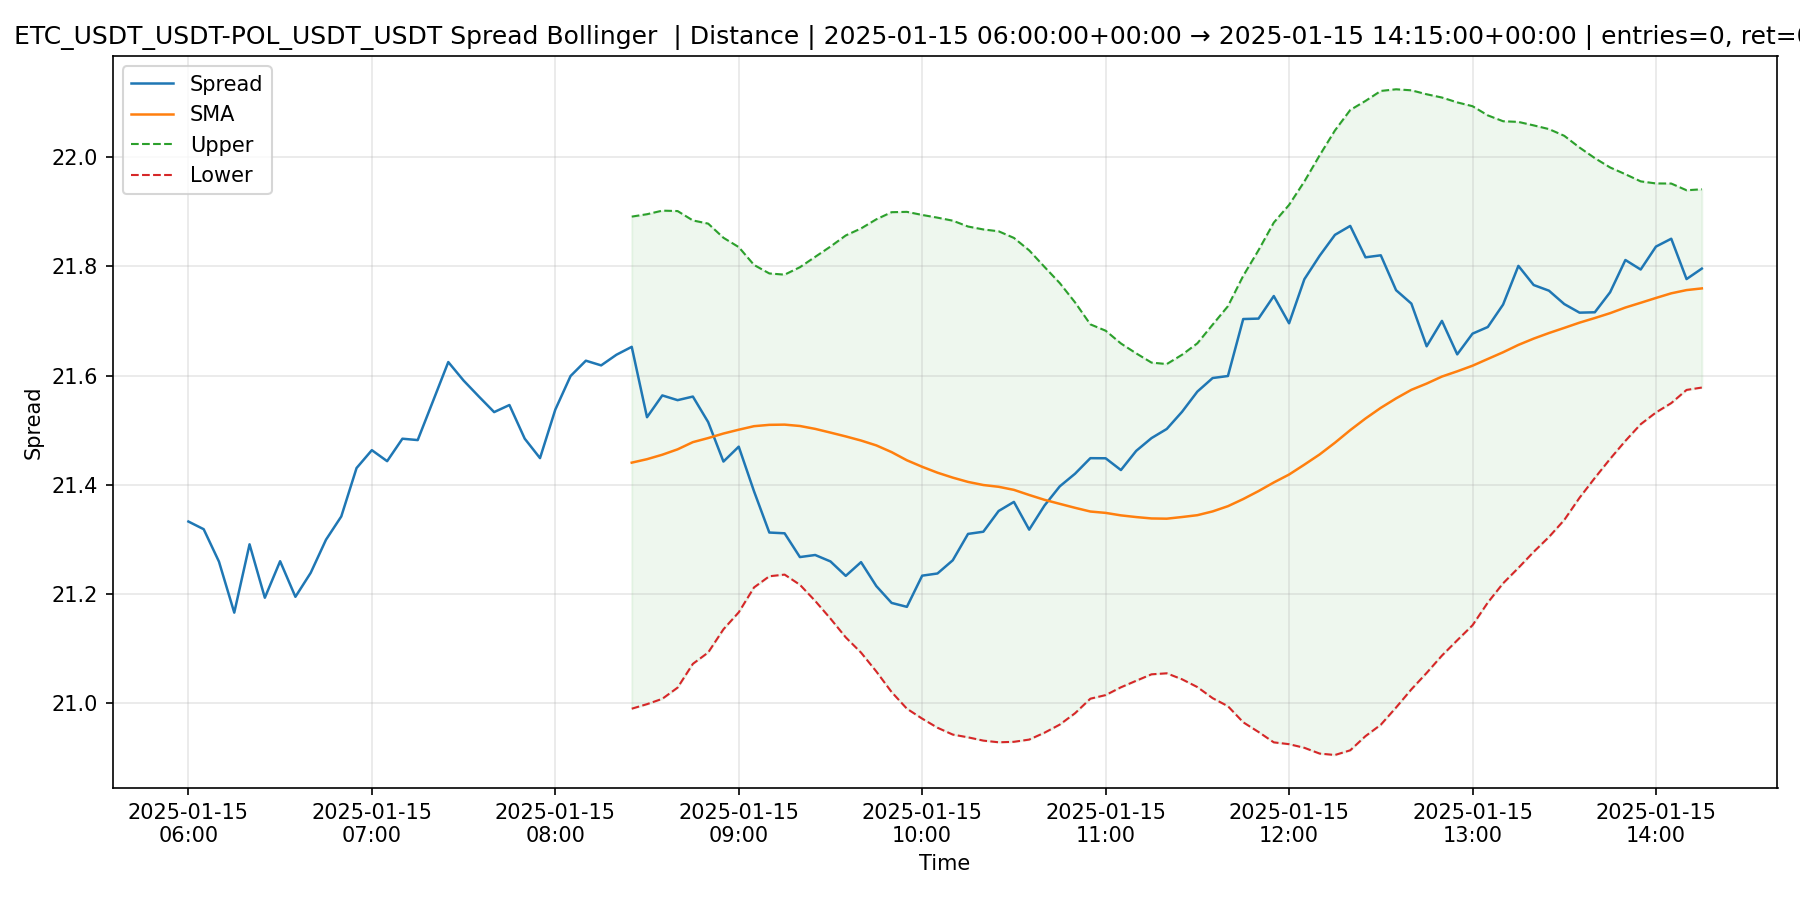 ETC_USDT_USDT-POL_USDT_USDT Spread Bollinger | Distance | 2025-01-15 06:00:00+00:00 → 2025-01-15 14:15:00+00:00 | entries=0, ret=
Spread
SMA
Upper
Lower
22.0
21.8
21.6
21.4
21.2
21.0
Spread
2025-01-15 2025-01-15 2025-01-15 2025-01-15 2025-01-15 2025-01-15 2025-01-15 2025-01-15 2025-01-15
06:00 07:00 08:00 09:00 10:00 11:00 12:00 13:00 14:00
Time